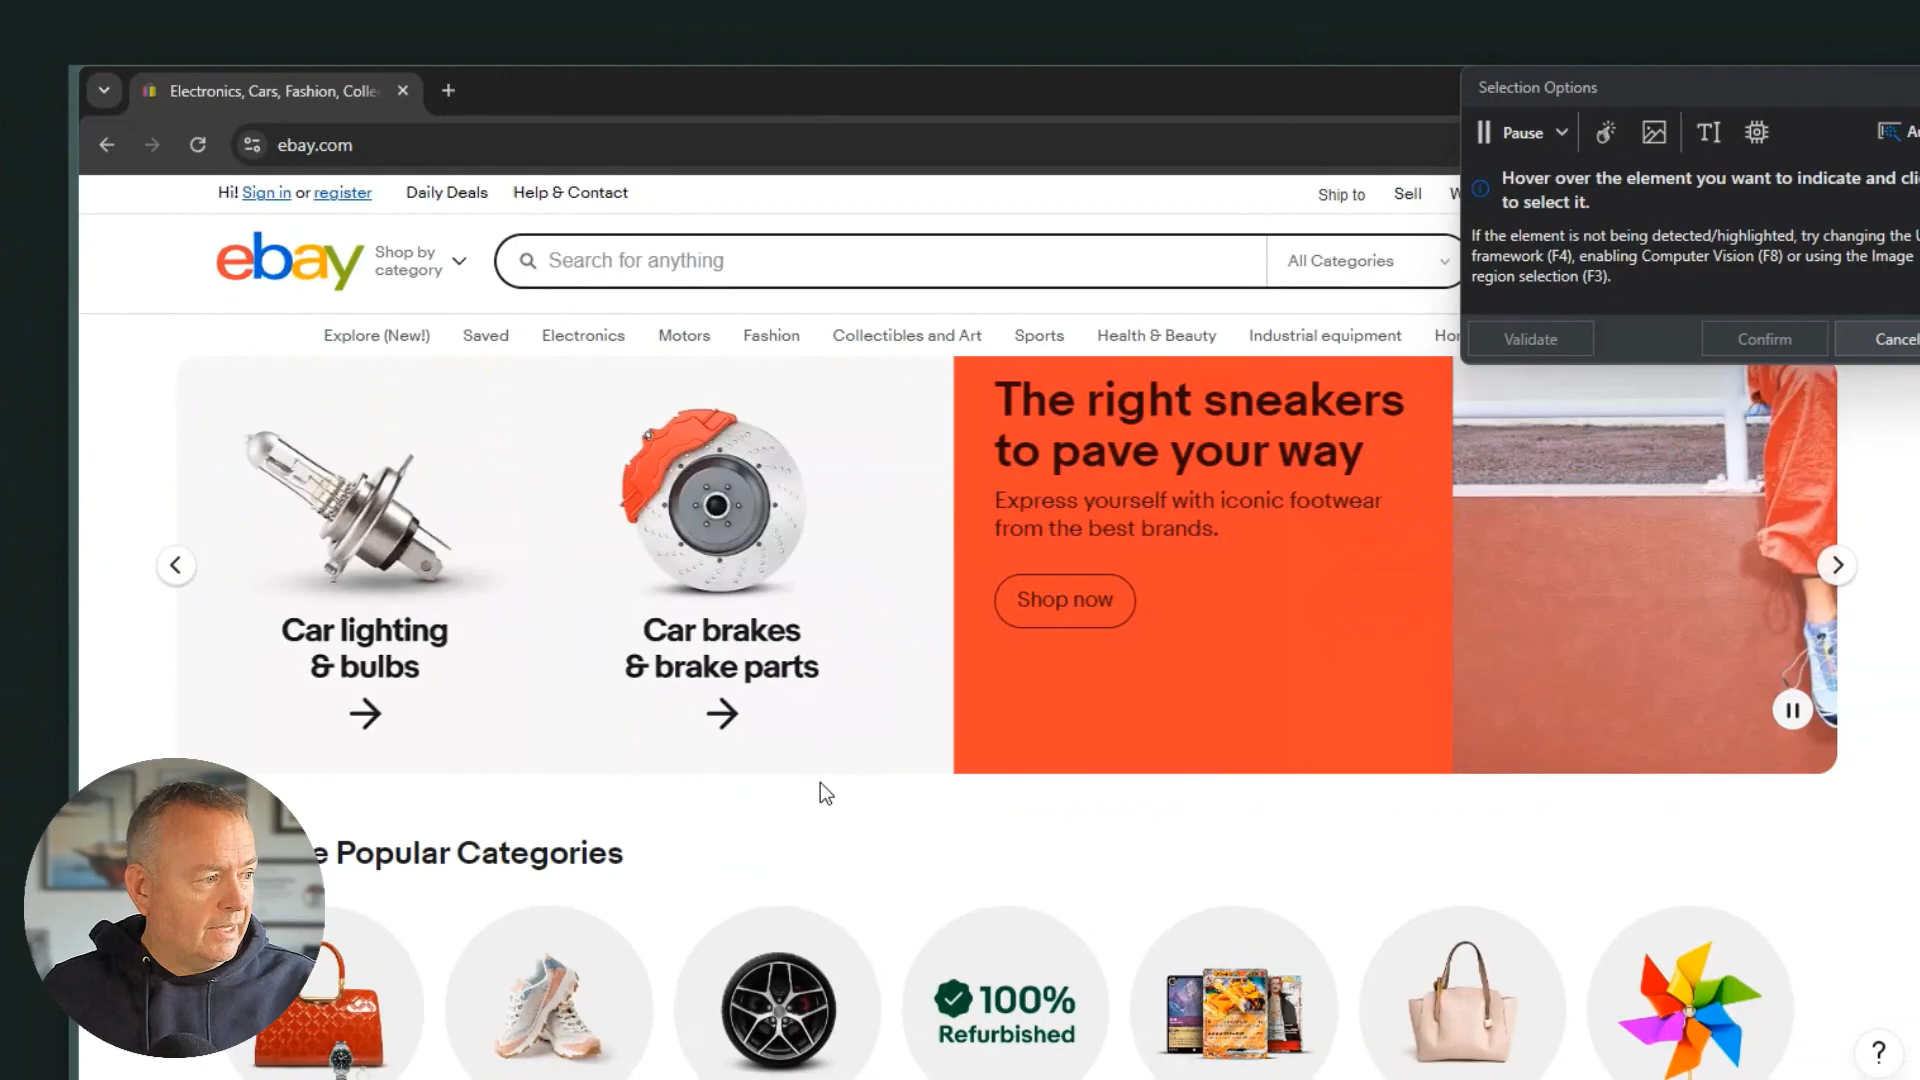 Electronics, Cars, Fashion, Colle
ebay.com
Selection Options
Pause
Hover over the element you want to indicate and cli
to select it.
If the element is not being detected/highlighted, try changing the U
framework (F4), enabling Computer Vision (F8) or using the Image
region selection (F3).
Validate
Confirm
Cancel
Hi! Sign in or register
Daily Deals
Help & Contact
Ship to
Sell
ebay
Shop by
category
Search for anything
All Categories
Explore (New!)
Saved
Electronics
Motors
Fashion
Collectibles and Art
Sports
Health & Beauty
Industrial equipment
Car lighting
& bulbs
Car brakes
& brake parts
The right sneakers
to pave your way
Express yourself with iconic footwear
from the best brands.
Shop now
e Popular Categories
100%
Refurbished
?